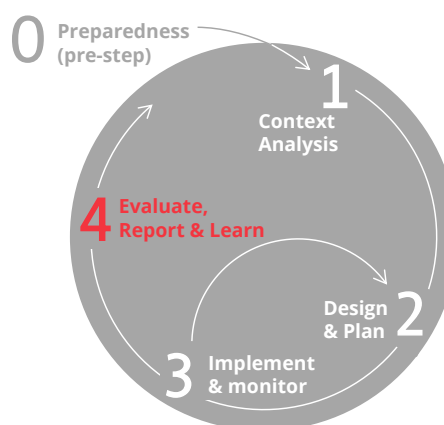 0 Preparedness
(pre-step)
1
Context
Analysis
2
Design
& Plan
3
Implement
& monitor
4
Evaluate,
Report & Learn